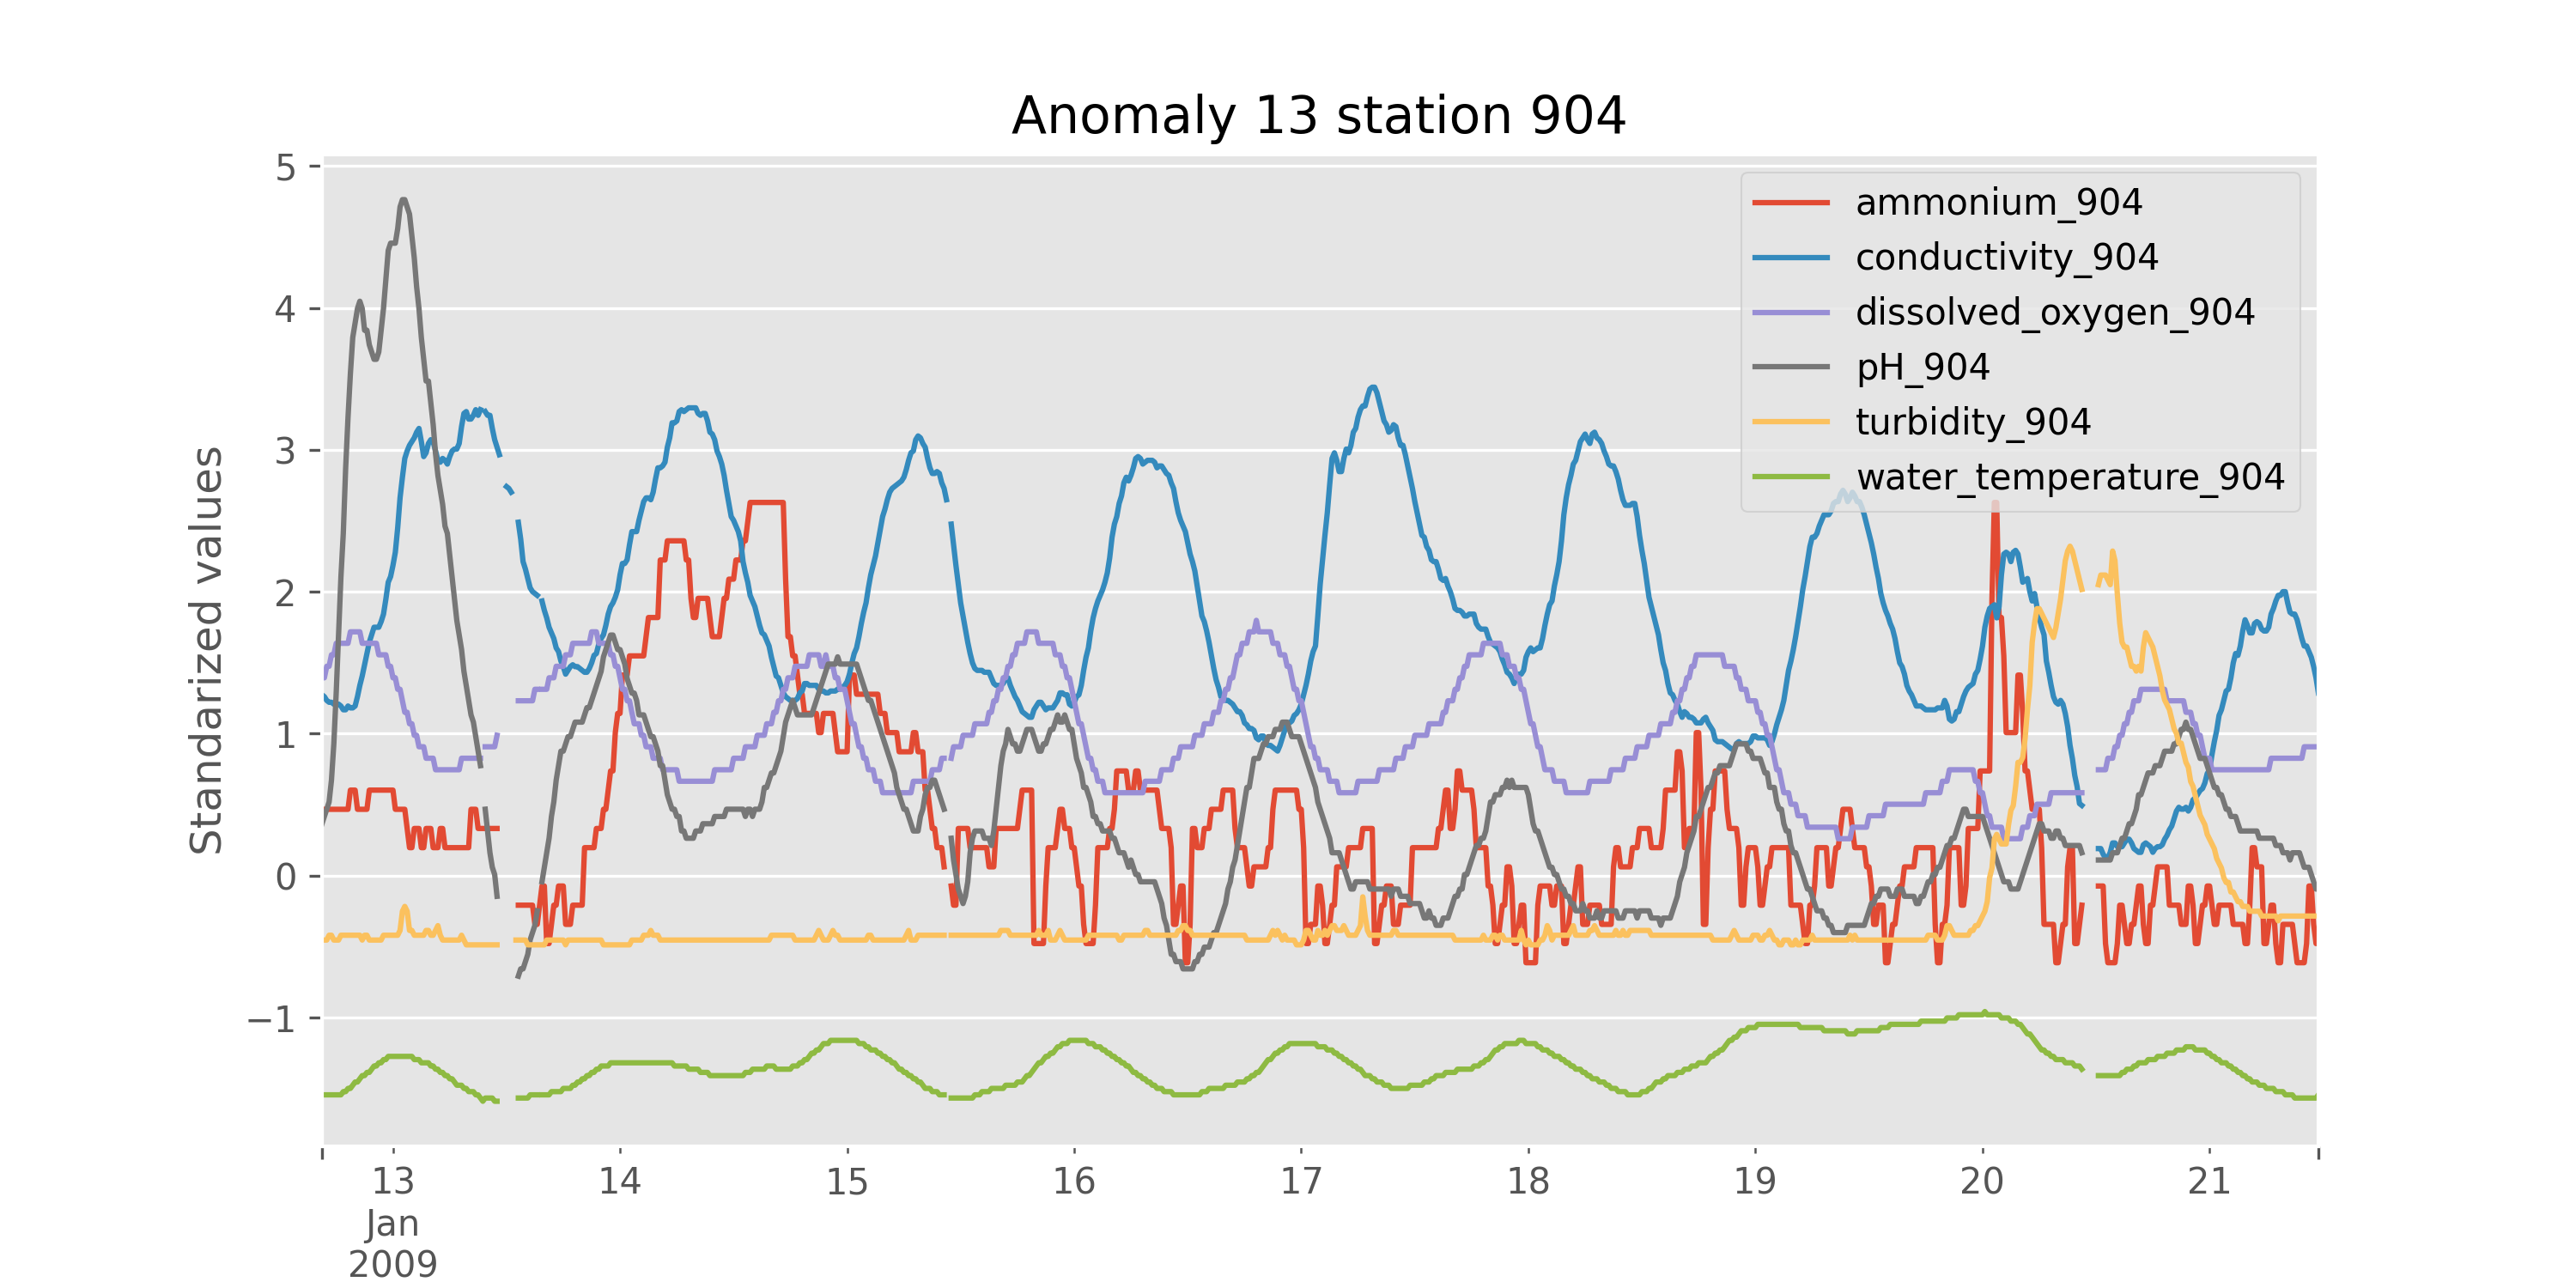 Anomaly 13 station 904
5
4
3
2
1
0
−1
Standarized values
ammonium_904
conductivity_904
dissolved_oxygen_904
pH_904
turbidity_904
water_temperature_904
13 14 15 16 17 18 19 20 21
Jan
2009